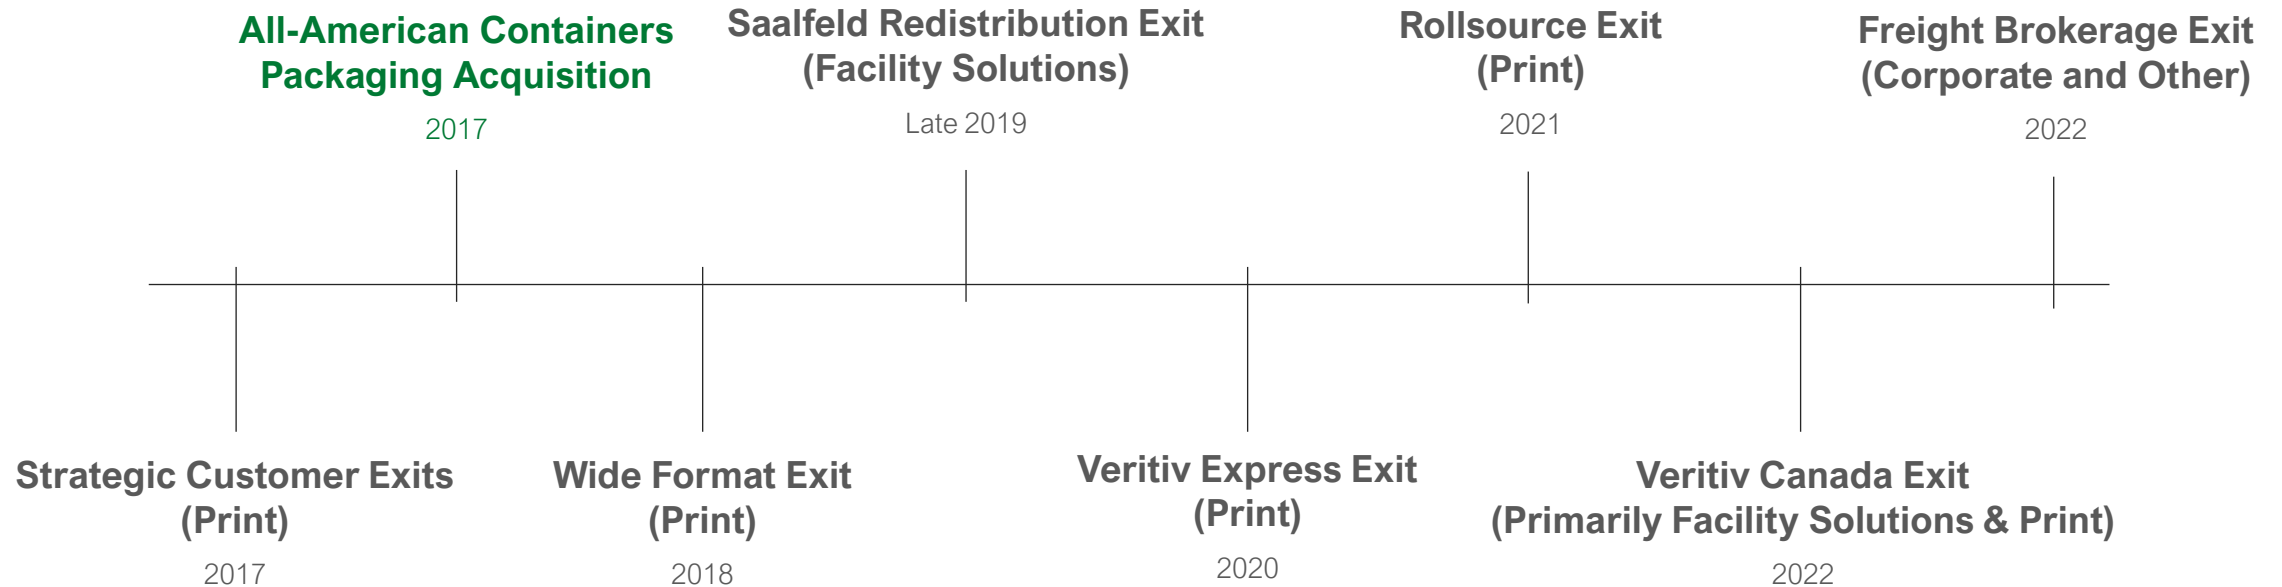 All-American Containers
Packaging Acquisition
2017
Saalfeld Redistribution Exit
(Facility Solutions)
Late 2019
Rollsource Exit
(Print)
2021
Freight Brokerage Exit
(Corporate and Other)
2022
Strategic Customer Exits
(Print)
2017
Wide Format Exit
(Print)
2018
Veritiv Express Exit
(Print)
2020
Veritiv Canada Exit
(Primarily Facility Solutions & Print)
2022